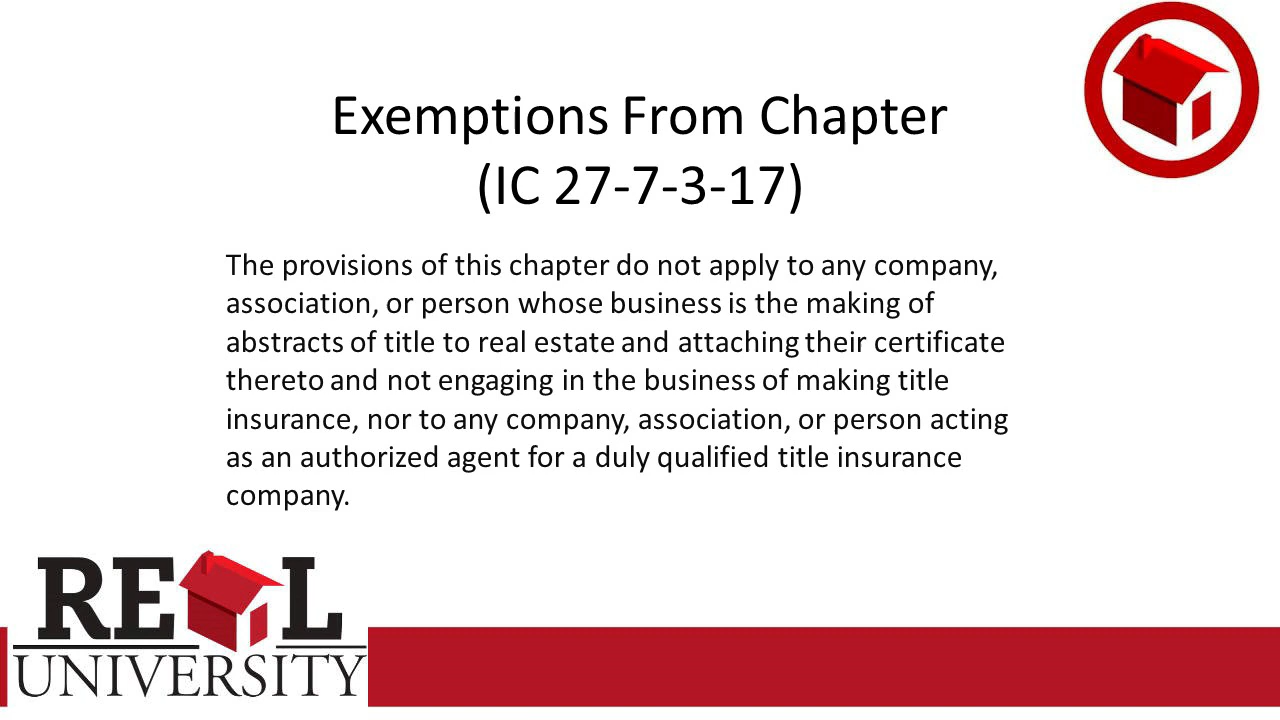 Exemptions From Chapter
(IC 27-7-3-17)
The provisions of this chapter do not apply to any company,
association, or person whose business is the making of
abstracts of title to real estate and attaching their certificate
thereto and not engaging in the business of making title
insurance, nor to any company, association, or person acting
as an authorized agent for a duly qualified title insurance
company.
RE L
UNIVERSITY